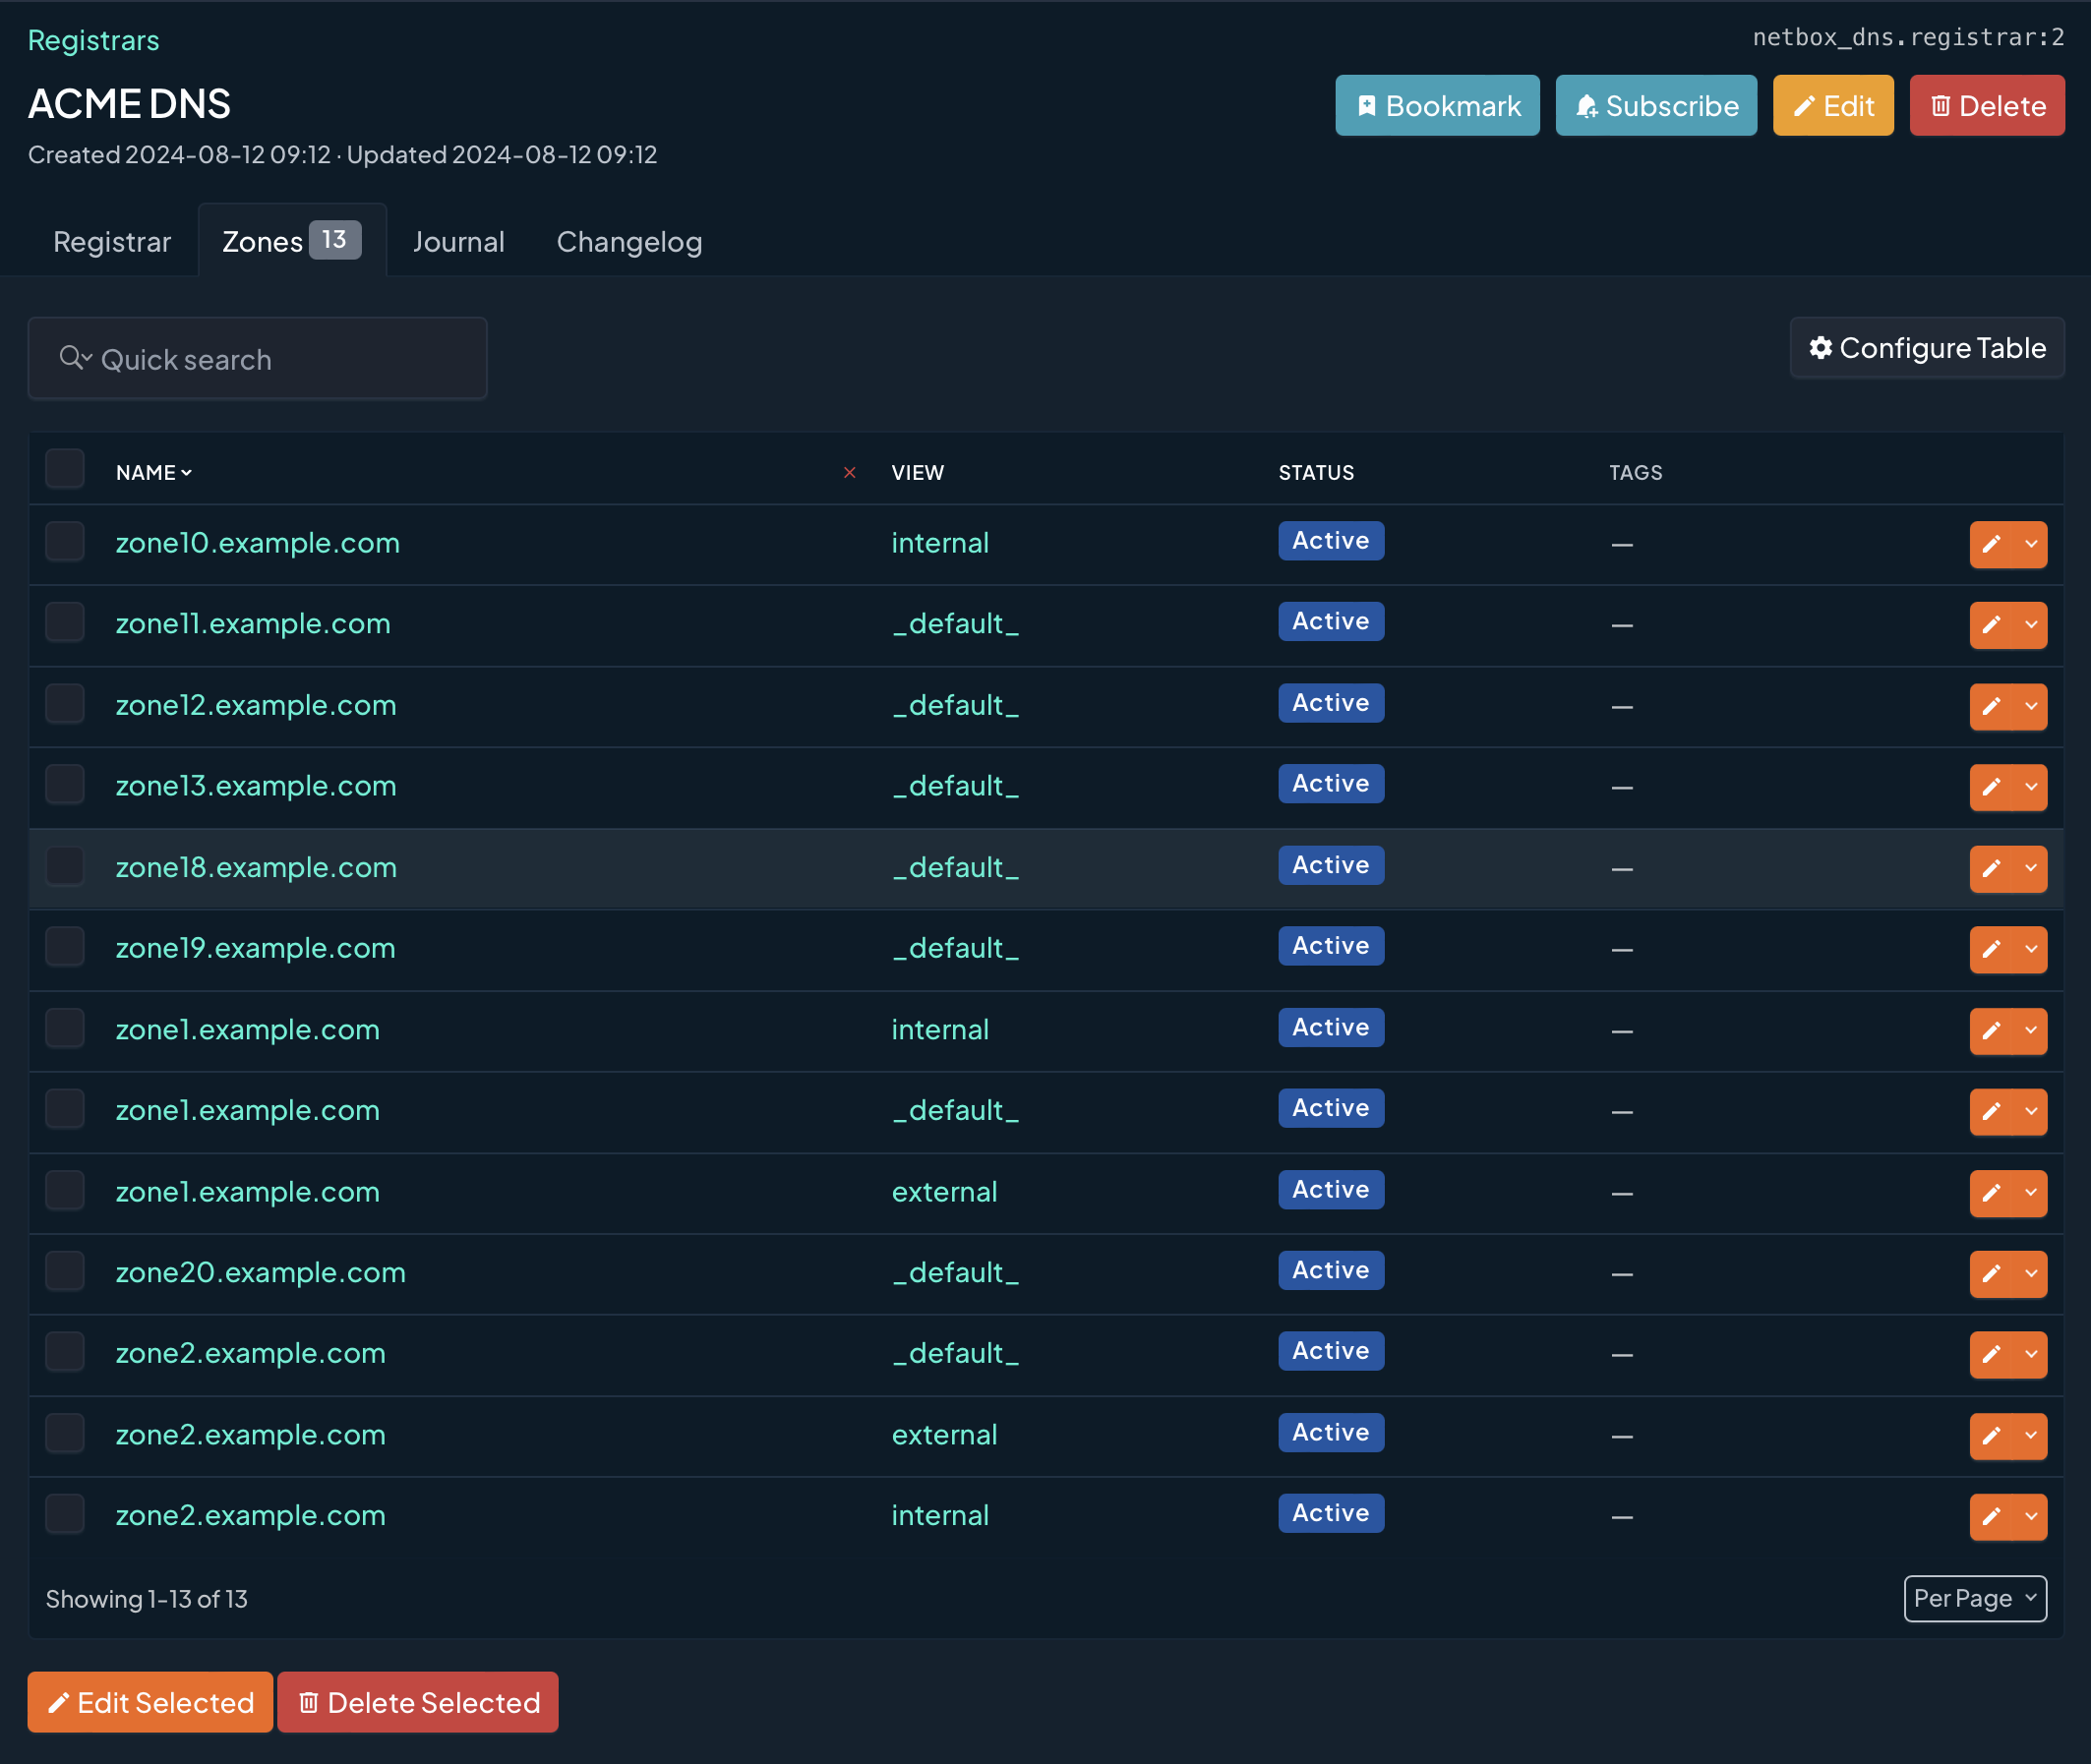 Registrars
netbox_dns.registrar:2
ACME DNS
Bookmark Subscribe Edit Delete
Created 2024-08-12 09:12 · Updated 2024-08-12 09:12
Registrar Zones 13 Journal Changelog
Quick search
Configure Table
NAME VIEW STATUS TAGS
zone10.example.com internal Active —
zone11.example.com _default_ Active —
zone12.example.com _default_ Active —
zone13.example.com _default_ Active —
zone18.example.com _default_ Active —
zone19.example.com _default_ Active —
zone1.example.com internal Active —
zone1.example.com _default_ Active —
zone1.example.com external Active —
zone20.example.com _default_ Active —
zone2.example.com _default_ Active —
zone2.example.com external Active —
zone2.example.com internal Active —
Showing 1-13 of 13
Per Page
Edit Selected Delete Selected